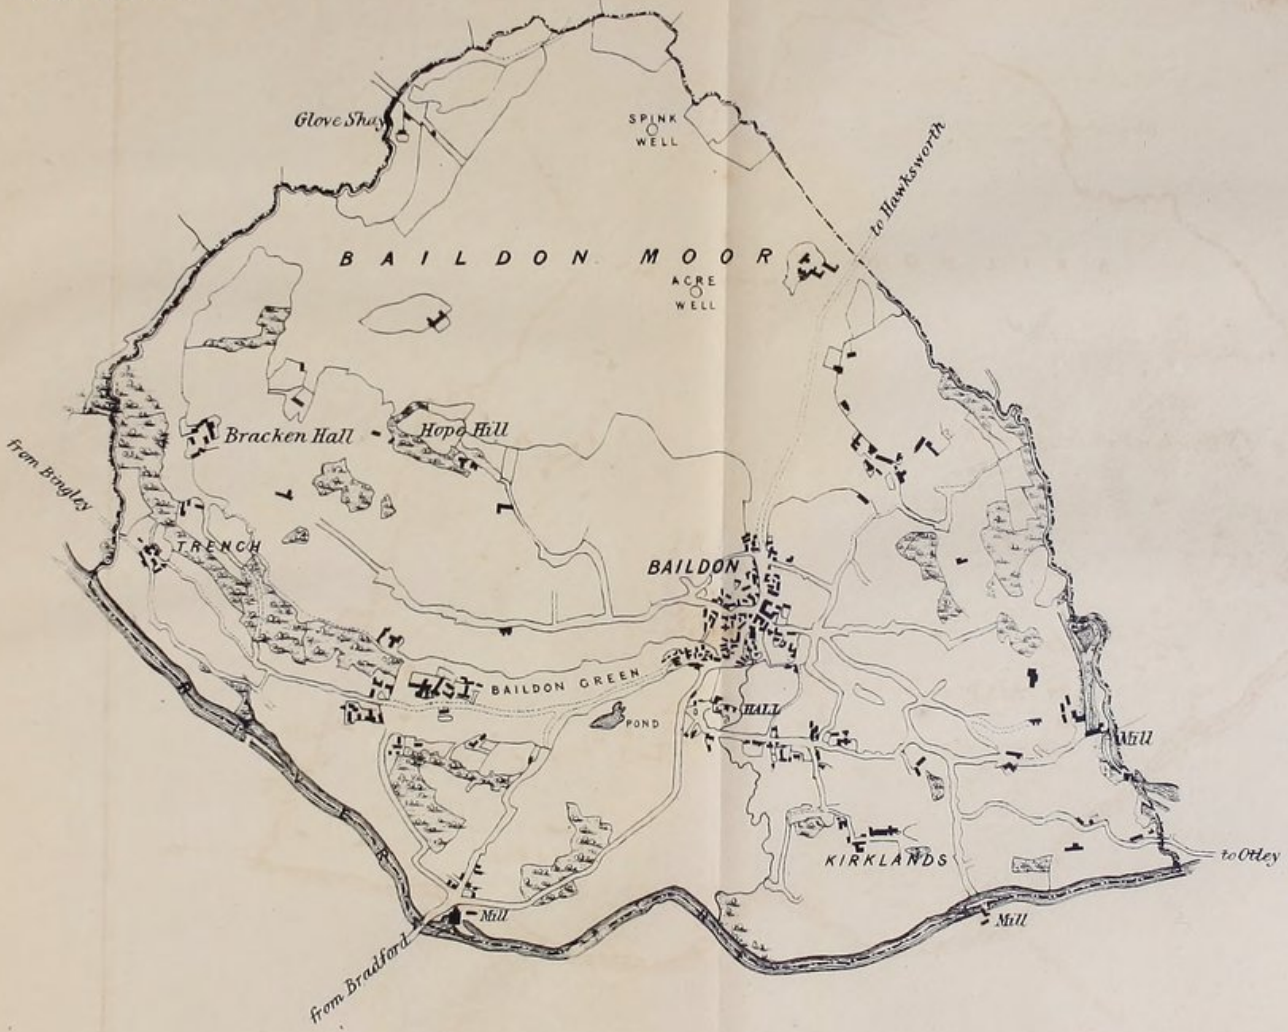 Glove Shay
SPINK
WELL
to Hawksworth
BAILDON MOOR
ACRE
WELL
Bracken Hall
Hope Hill
from Bingley
TRENCH
BAILDON
BAILDON GREEN
POND
HALL
Mill
KIRKLANDS
to Otley
Mill
Mill
from Bradford
R
R
R